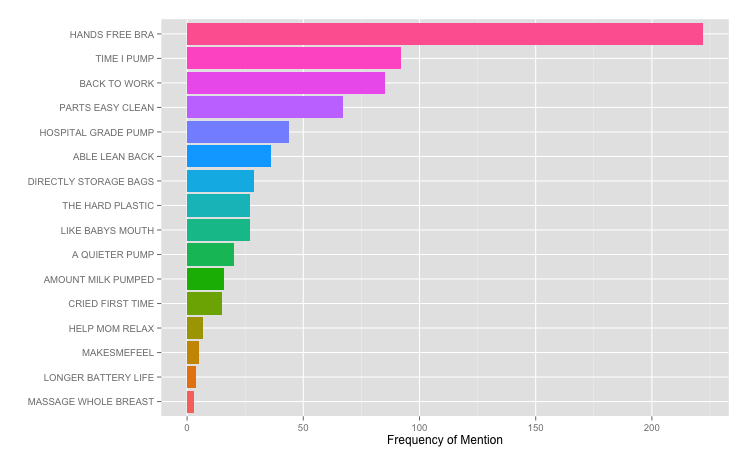 HANDS FREE BRA
TIME I PUMP
BACK TO WORK
PARTS EASY CLEAN
HOSPITAL GRADE PUMP
ABLE LEAN BACK
DIRECTLY STORAGE BAGS
THE HARD PLASTIC
LIKE BABYS MOUTH
A QUIETER PUMP
AMOUNT MILK PUMPED
CRIED FIRST TIME
HELP MOM RELAX
MAKESMEFEEL
LONGER BATTERY LIFE
MASSAGE WHOLE BREAST
0 50 100 150 200
Frequency of Mention